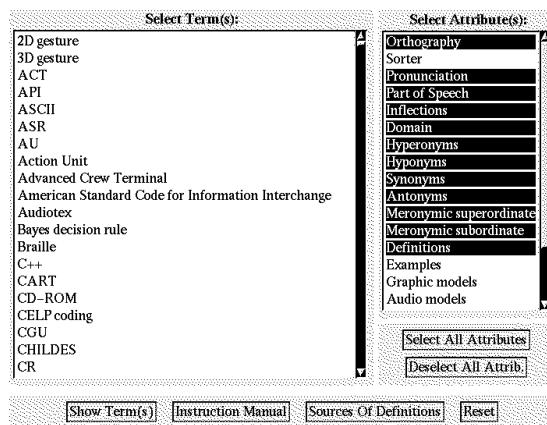 Select Term(s):
2D gesture
3D gesture
ACT
API
ASCII
ASR
AU
Action Unit
Advanced Crew Terminal
American Standard Code for Information Interchange
Audiotex
Bayes decision rule
Braille
C++
CART
CD-ROM
CELP coding
CGU
CHILDES
CR
Select Attribute(s):
Orthography
Sorter
Pronunciation
Part of Speech
Inflections
Domain
Hyperonyms
Hyponyms
Synonyms
Antonyms
Meronymic superordinate
Meronymic subordinate
Definitions
Examples
Graphic models
Audio models
Select All Attributes
Deselect All Attrib.
Show Term(s) Instruction Manual Sources Of Definitions Reset